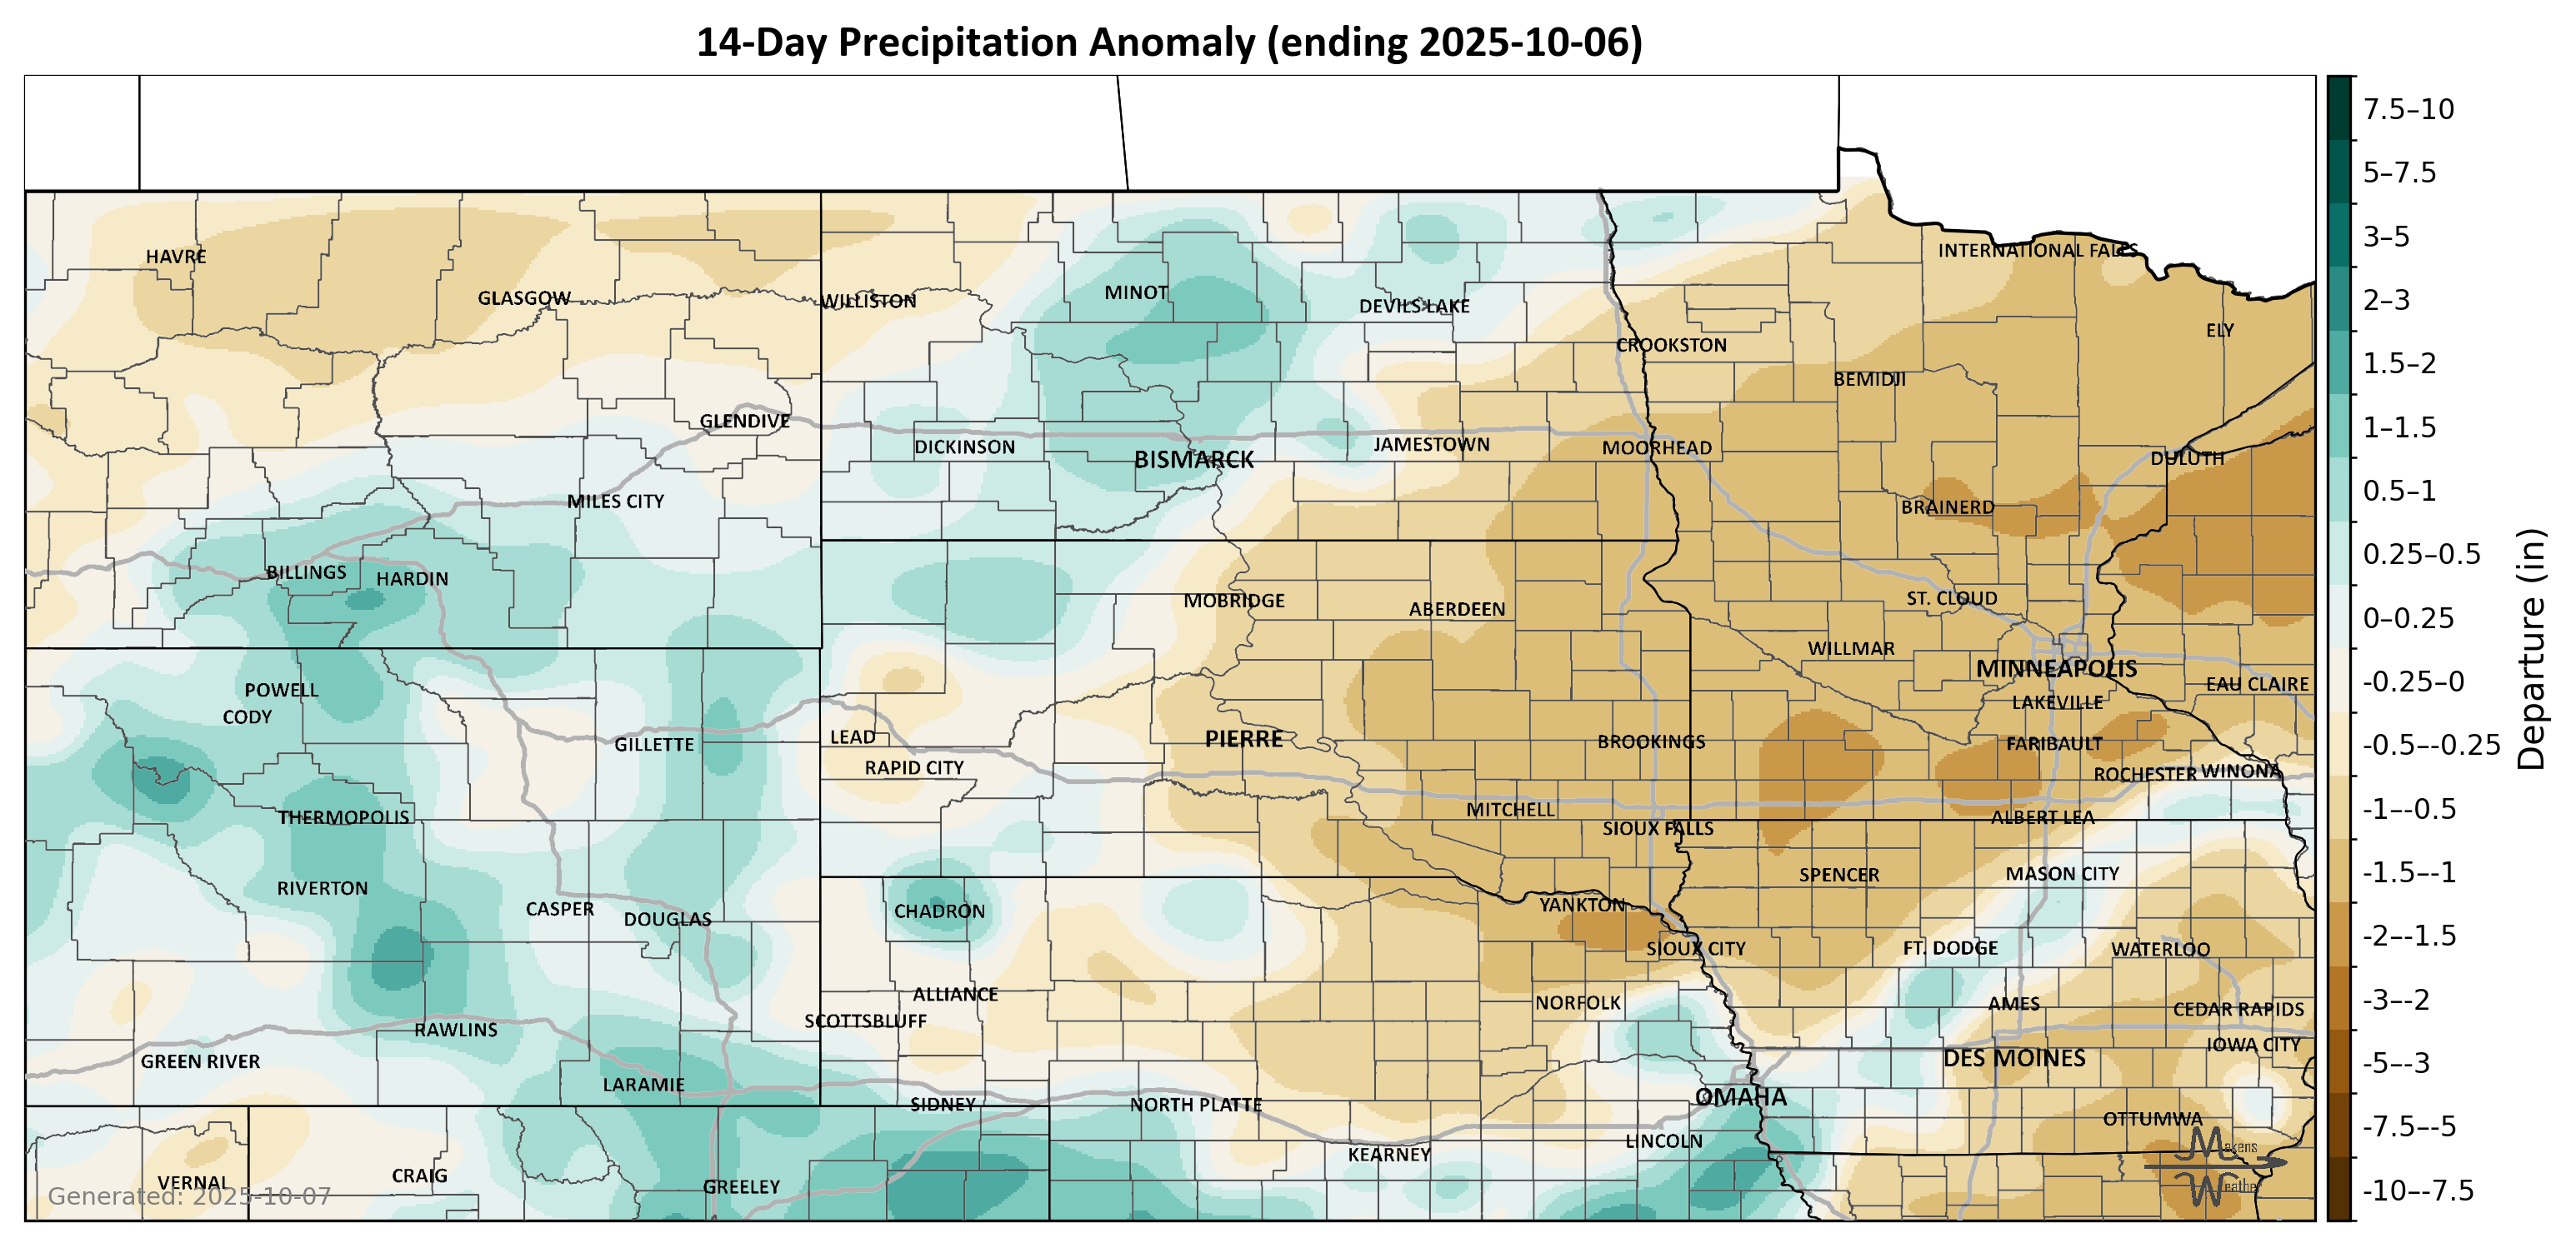 14-Day Precipitation Anomaly (ending 2025-10-06)
HAVRE
GLASGOW
WILLISTON
MINOT
DEVILS LAKE
INTERNATIONAL FALLS
ELY
CROOKSTON
BEMIDJI
GLENDIVE
DICKINSON
BISMARCK
JAMESTOWN
MOORHEAD
DULUTH
MILES CITY
BRAINERD
BILLINGS
HARDIN
MOBRIDGE
ABERDEEN
ST. CLOUD
WILLMAR
MINNEAPOLIS
EAU CLAIRE
LAKEVILLE
POWELL
CODY
GILLETTE
LEAD
RAPID CITY
PIERRE
BROOKINGS
FARIBAULT
ROCHESTER
WINONA
THERMOPOLIS
MITCHELL
SIOUX FALLS
ALBERT LEA
RIVERTON
CASPER
DOUGLAS
CHADRON
YANKTON
SPENCER
MASON CITY
SIOUX CITY
FT. DODGE
WATERLOO
ALLIANCE
SCOTTSBLUFF
NORFOLK
AMES
CEDAR RAPIDS
RAWLINS
GREEN RIVER
LARAMIE
SIDNEY
NORTH PLATTE
OMAHA
DES MOINES
IOWA CITY
OTTUMWA
LINCOLN
KEARNEY
VERNAL
CRAIG
GREELEY
Generated: 2025-10-07
Makens
Weather
7.5–10
5–7.5
3–5
2–3
1.5–2
1–1.5
0.5–1
0.25–0.5
0–0.25
-0.25–0
-0.5–-0.25
-1–-0.5
-1.5–-1
-2–-1.5
-3–-2
-5–-3
-7.5–-5
-10–-7.5
Departure (in)